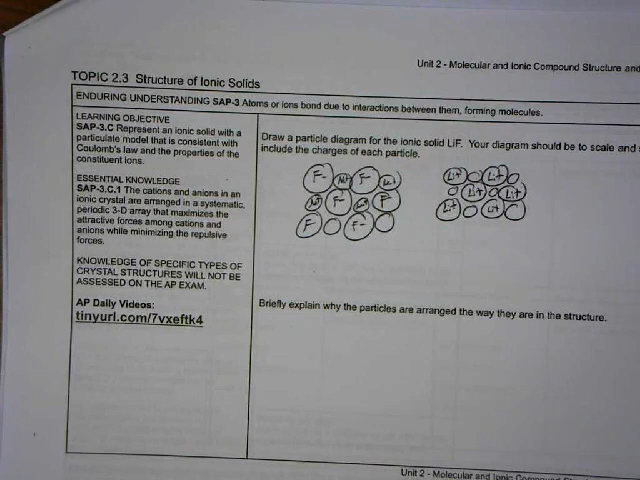 Unit 2 - Molecular and Ionic Compound Structure and
TOPIC 2.3 Structure of Ionic Solids
ENDURING UNDERSTANDING SAP-3 Atoms or ions bond due to interactions between them, forming molecules.
LEARNING OBJECTIVE
SAP-3.C Represent an ionic solid with a
particulate model that is consistent with
Coulomb's law and the properties of the
constituent ions.
ESSENTIAL KNOWLEDGE
SAP-3.C.1 The cations and anions in an
ionic crystal are arranged in a systematic,
periodic 3-D array that maximizes the
attractive forces among cations and
anions while minimizing the repulsive
forces.
KNOWLEDGE OF SPECIFIC TYPES OF
CRYSTAL STRUCTURES WILL NOT BE
ASSESSED ON THE AP EXAM.
AP Daily Videos:
tinyurl.com/7vxeftk4
Draw a particle diagram for the ionic solid LiF. Your diagram should be to scale and
include the charges of each particle.
F- F
F- F
F F-
Li+ Li+
Li+ Li+
Li+ Li+
Briefly explain why the particles are arranged the way they are in the structure.
Unit 2 - Molecular and Ionic Compound